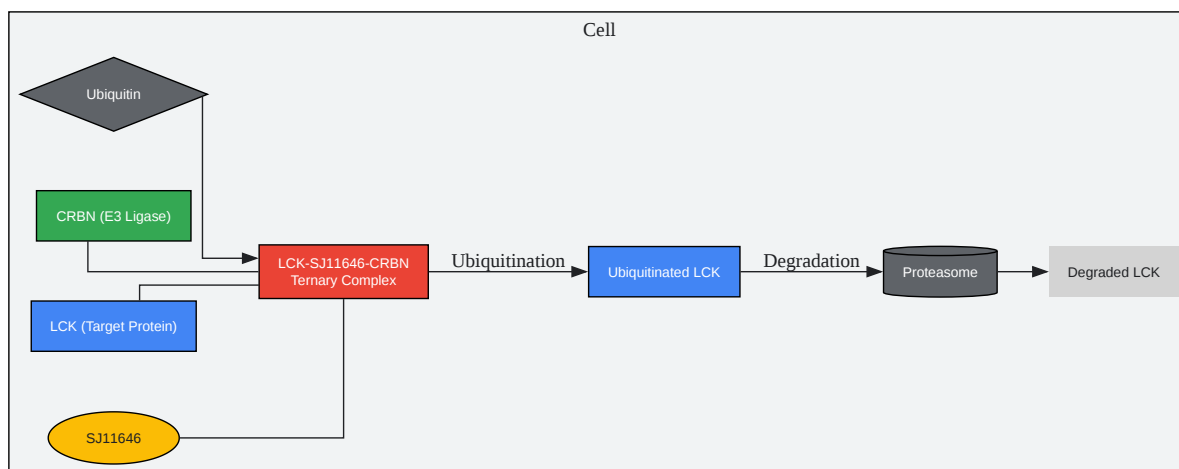 Cell
Ubiquitin
CRBN (E3 Ligase)
LCK-SJ11646-CRBN
Ternary Complex
Ubiquitination
Ubiquitinated LCK
Degradation
Proteasome
Degraded LCK
LCK (Target Protein)
SJ11646